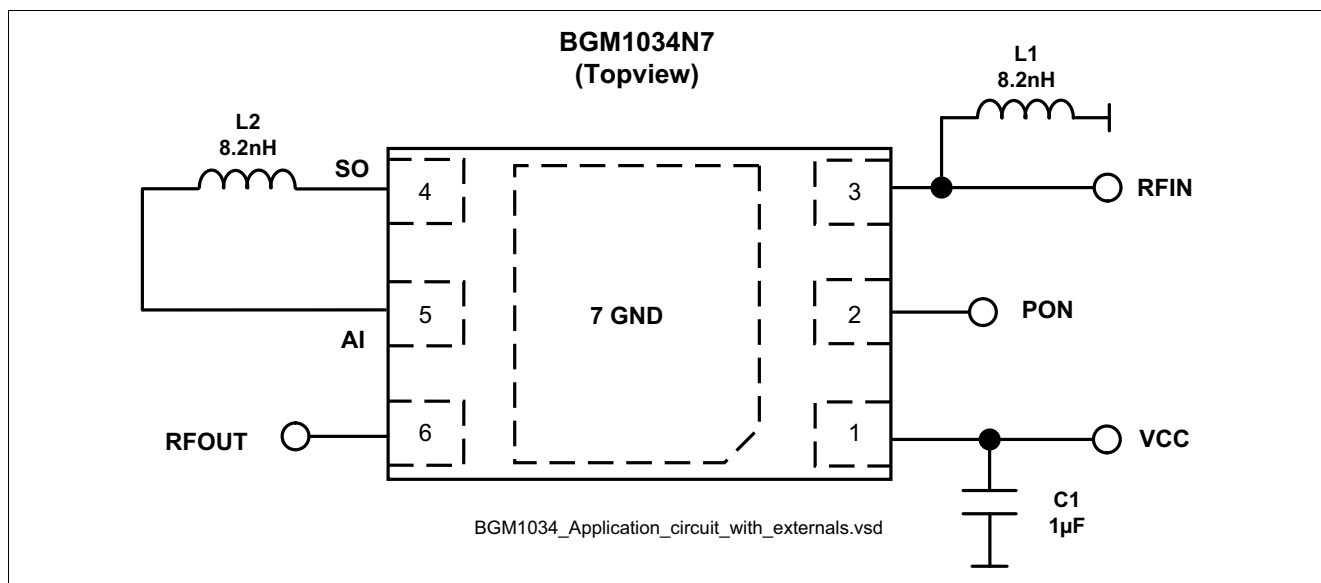 BGM1034N7
(Topview)
L1
8.2nH
L2
8.2nH
SO
4
3
RFIN
7 GND
5
AI
2
PON
RFOUT
6
1
VCC
C1
1µF
BGM1034_Application_circuit_with_externals.vsd